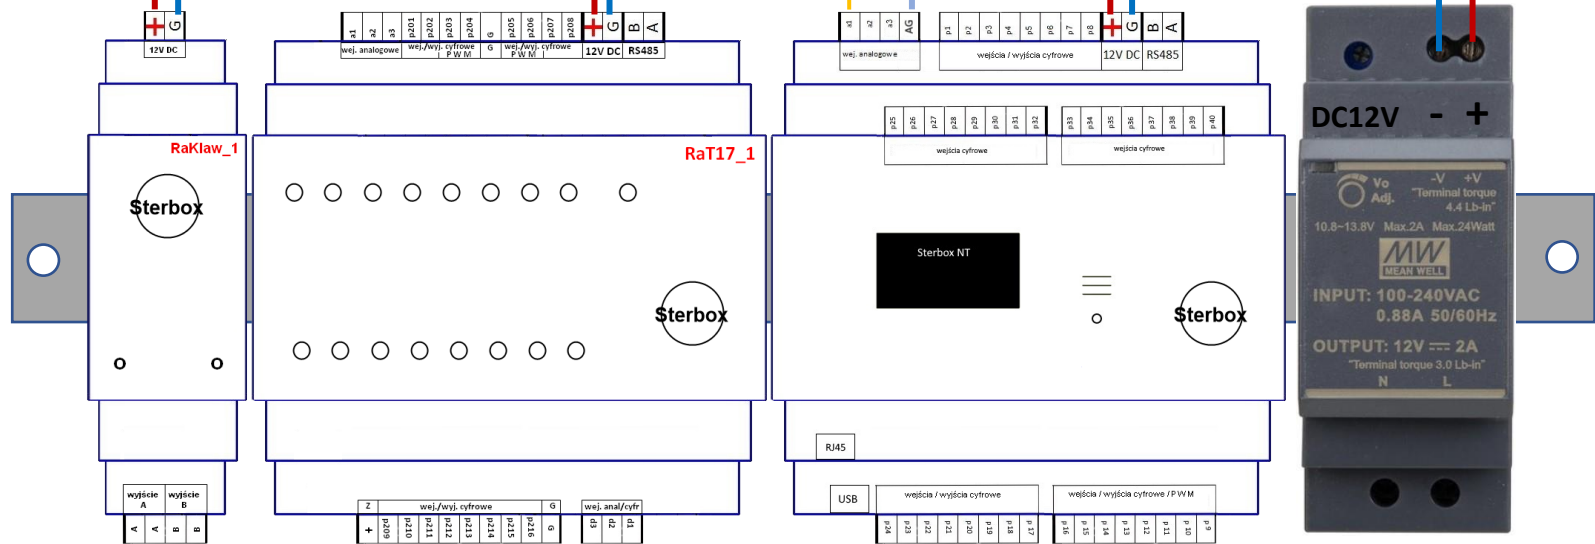 + G
12V DC
RaKlaw_1
$terbox
O O
wyjście A wyjście B
A A B B
a1 a2 a3 p201 p202 p203 p204 G p205 p206 p207 p208 + G B A
wej. analogowe wej./wyj. cyfrowe PWM G wej./wyj. cyfrowe PWM 12V DC RS485
RaT17_1
$terbox
Z wej./wyj. cyfrowe G wej. anal/cyfr
+ p209 p210 p211 p212 p213 p214 p215 p216 G d3 d2 d1
a1 a2 a3 AG p1 p2 p3 p4 p5 p6 p7 p8 + G B A
wej. analogowe wejścia / wyjścia cyfrowe 12V DC RS485
p25 p26 p27 p28 p29 p30 p31 p32 p33 p34 p35 p36 p37 p38 p39 p40
wejścia cyfrowe wejścia cyfrowe
Sterbox NT
$terbox
RJ45
USB wejścia / wyjścia cyfrowe wejścia / wyjścia cyfrowe / PWM
p24 p23 p22 p21 p20 p19 p18 p17 p16 p15 p14 p13 p12 p11 p10 p9
DC12V - +
Vo Adj. -V +V
"Terminal torque
4.4 Lb-in"
10.8~13.8V Max.2A Max.24Watt
MW
MEAN WELL
INPUT: 100-240VAC
0.88A 50/60Hz
OUTPUT: 12V 2A
"Terminal torque 3.0 Lb-in"
N L